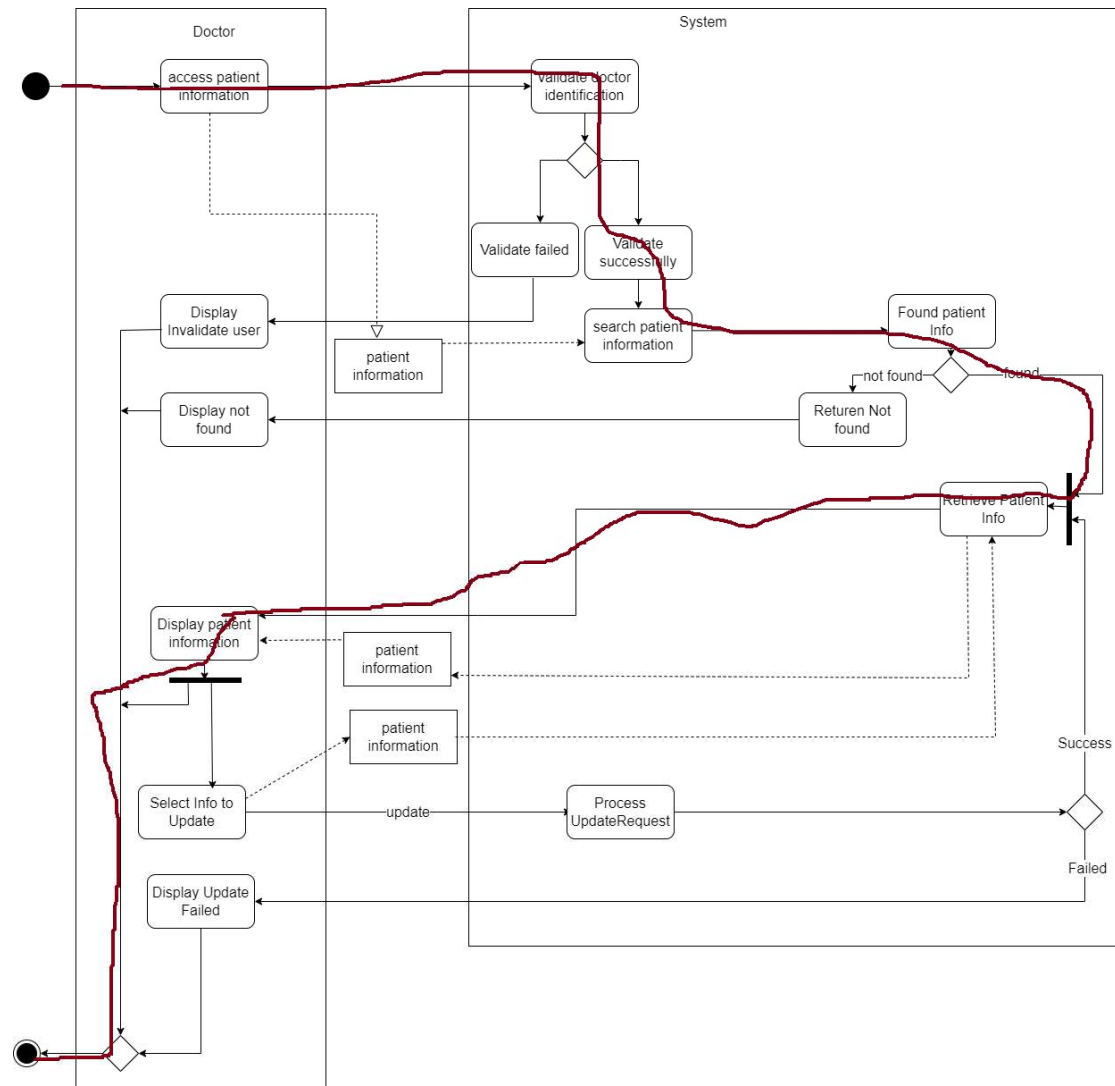 Doctor
System
access patient
information
Validate doctor
identification
Validate failed
Validate
successfully
Display
Invalidate user
patient
information
search patient
information
Found patient
Info
not found
found
Display not
found
Returen Not
found
Retrieve Patient
Info
Display patient
information
patient
information
patient
information
Success
Select Info to
Update
update
Process
UpdateRequest
Failed
Display Update
Failed